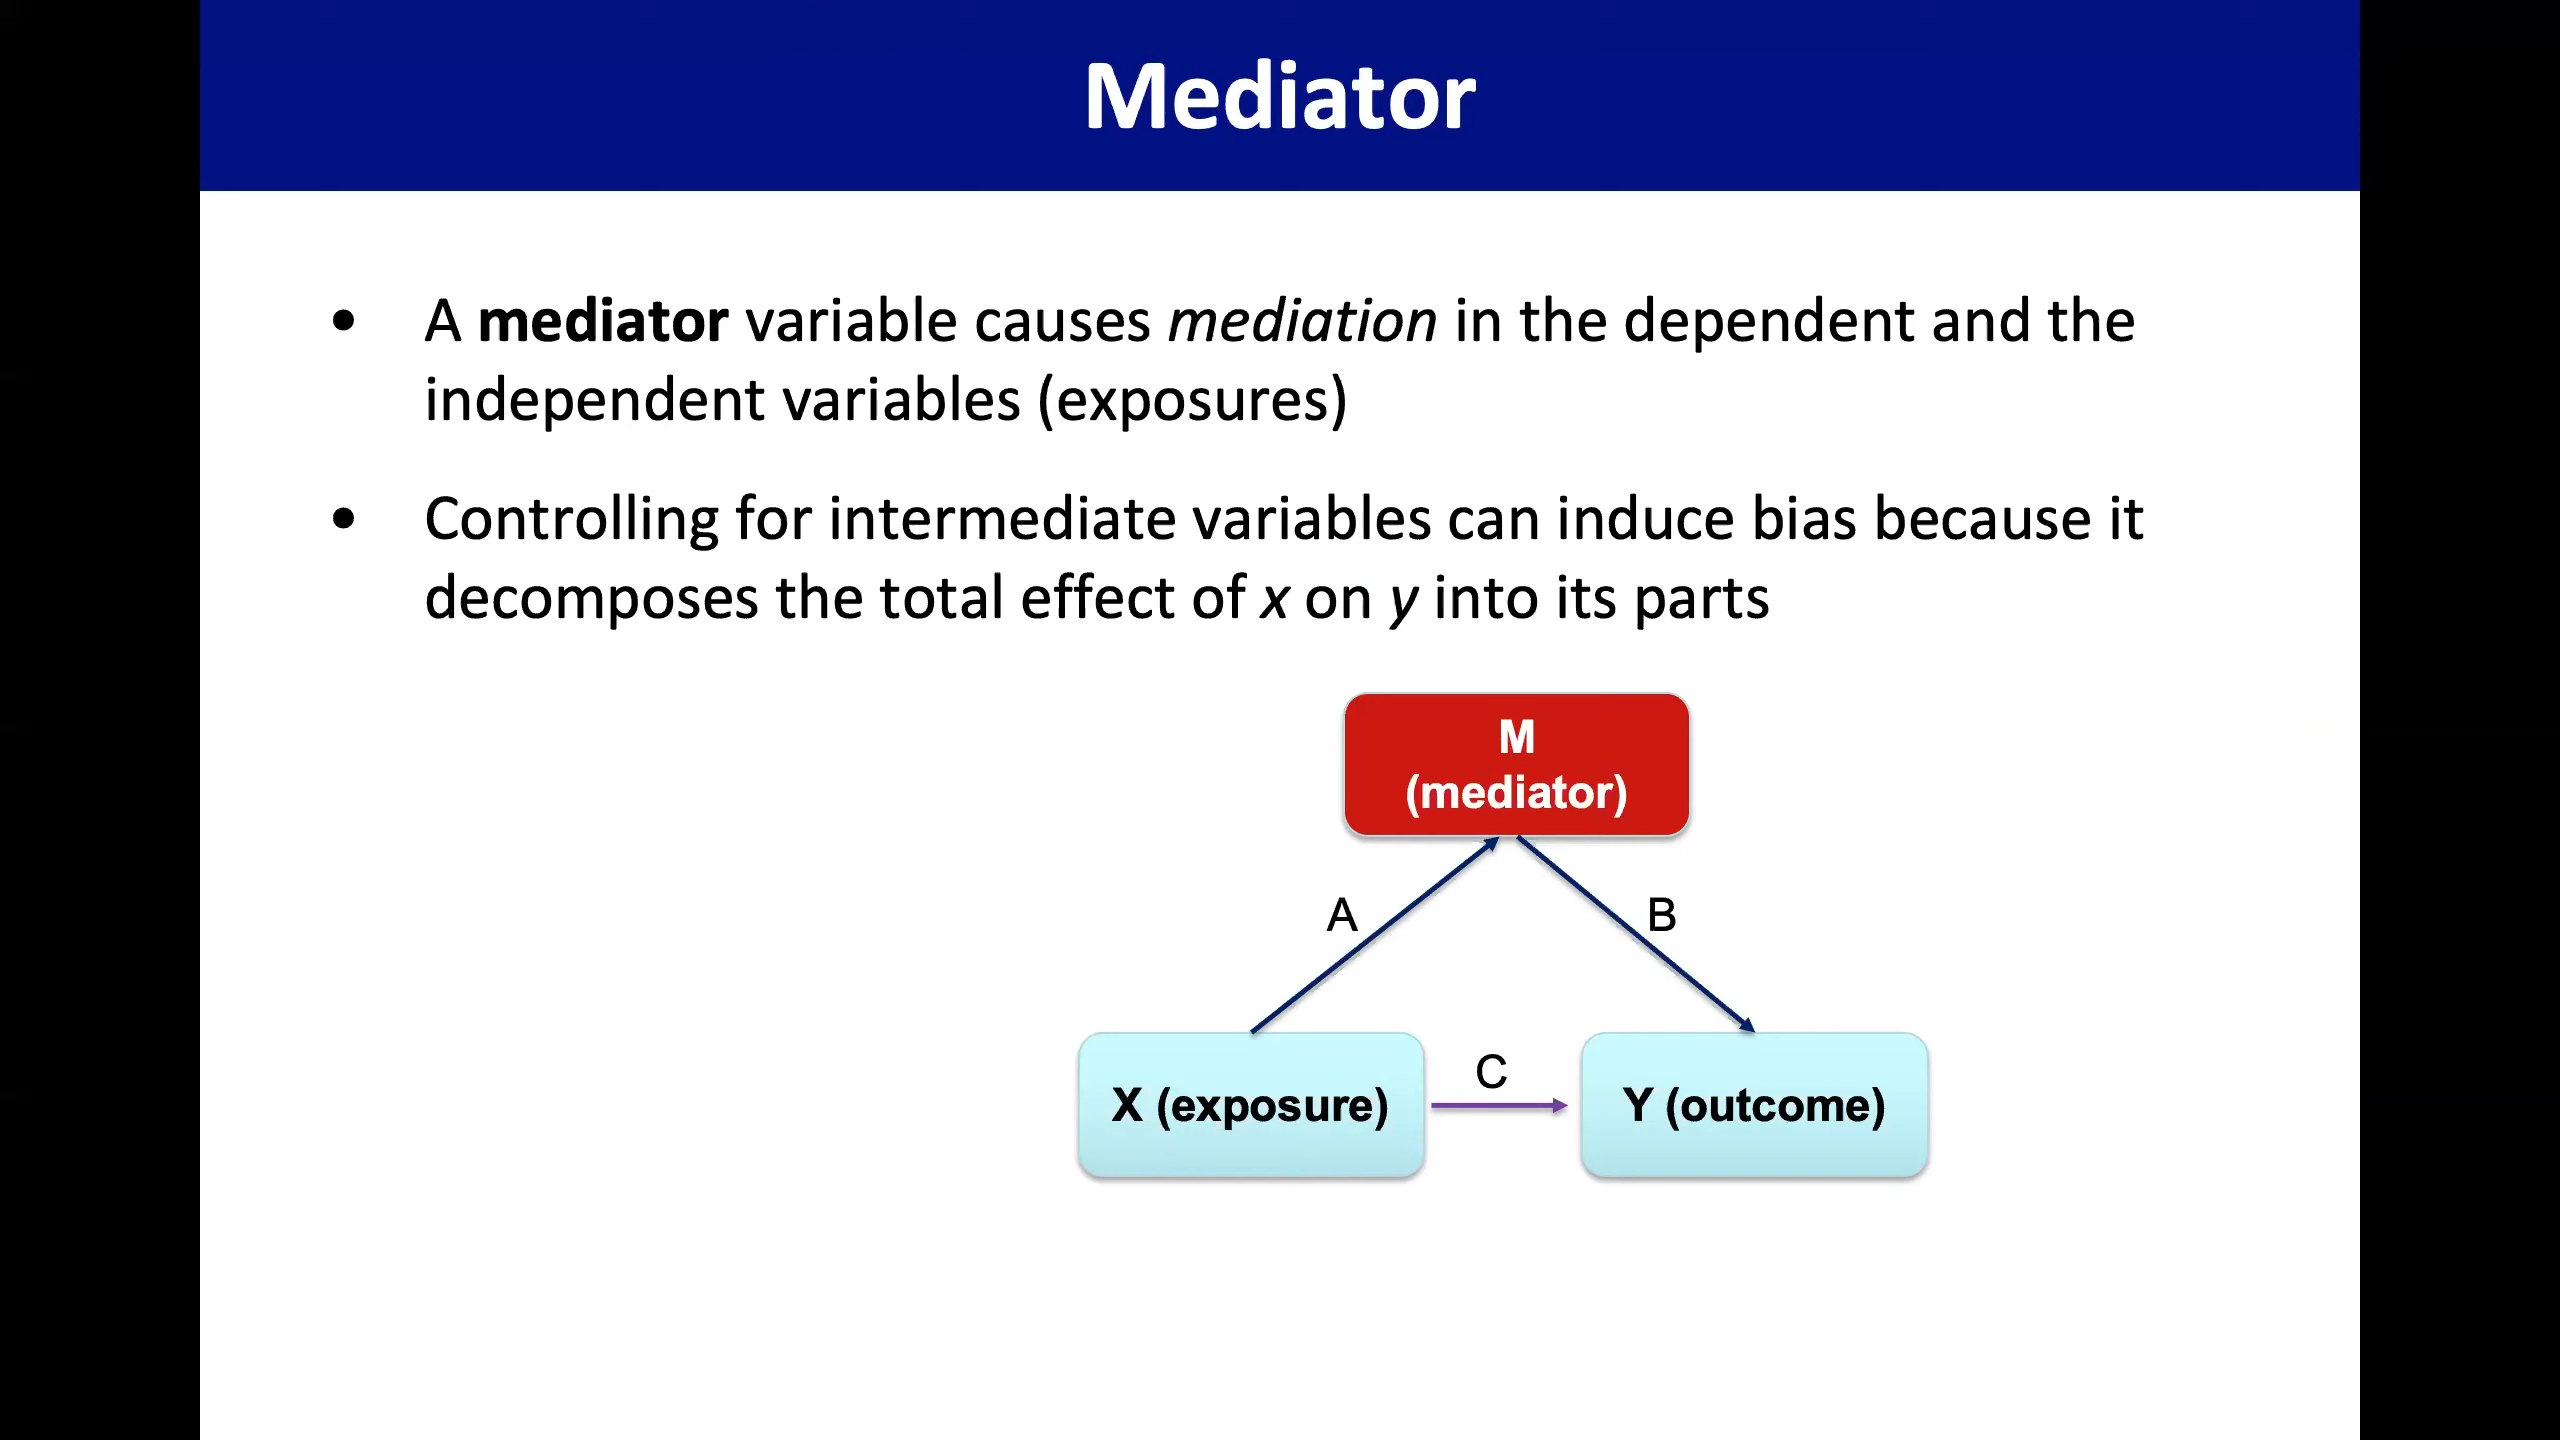 Mediator
• A mediator variable causes mediation in the dependent and the
independent variables (exposures)
• Controlling for intermediate variables can induce bias because it
decomposes the total effect of x on y into its parts
M
(mediator)
A
B
C
X (exposure)
Y (outcome)